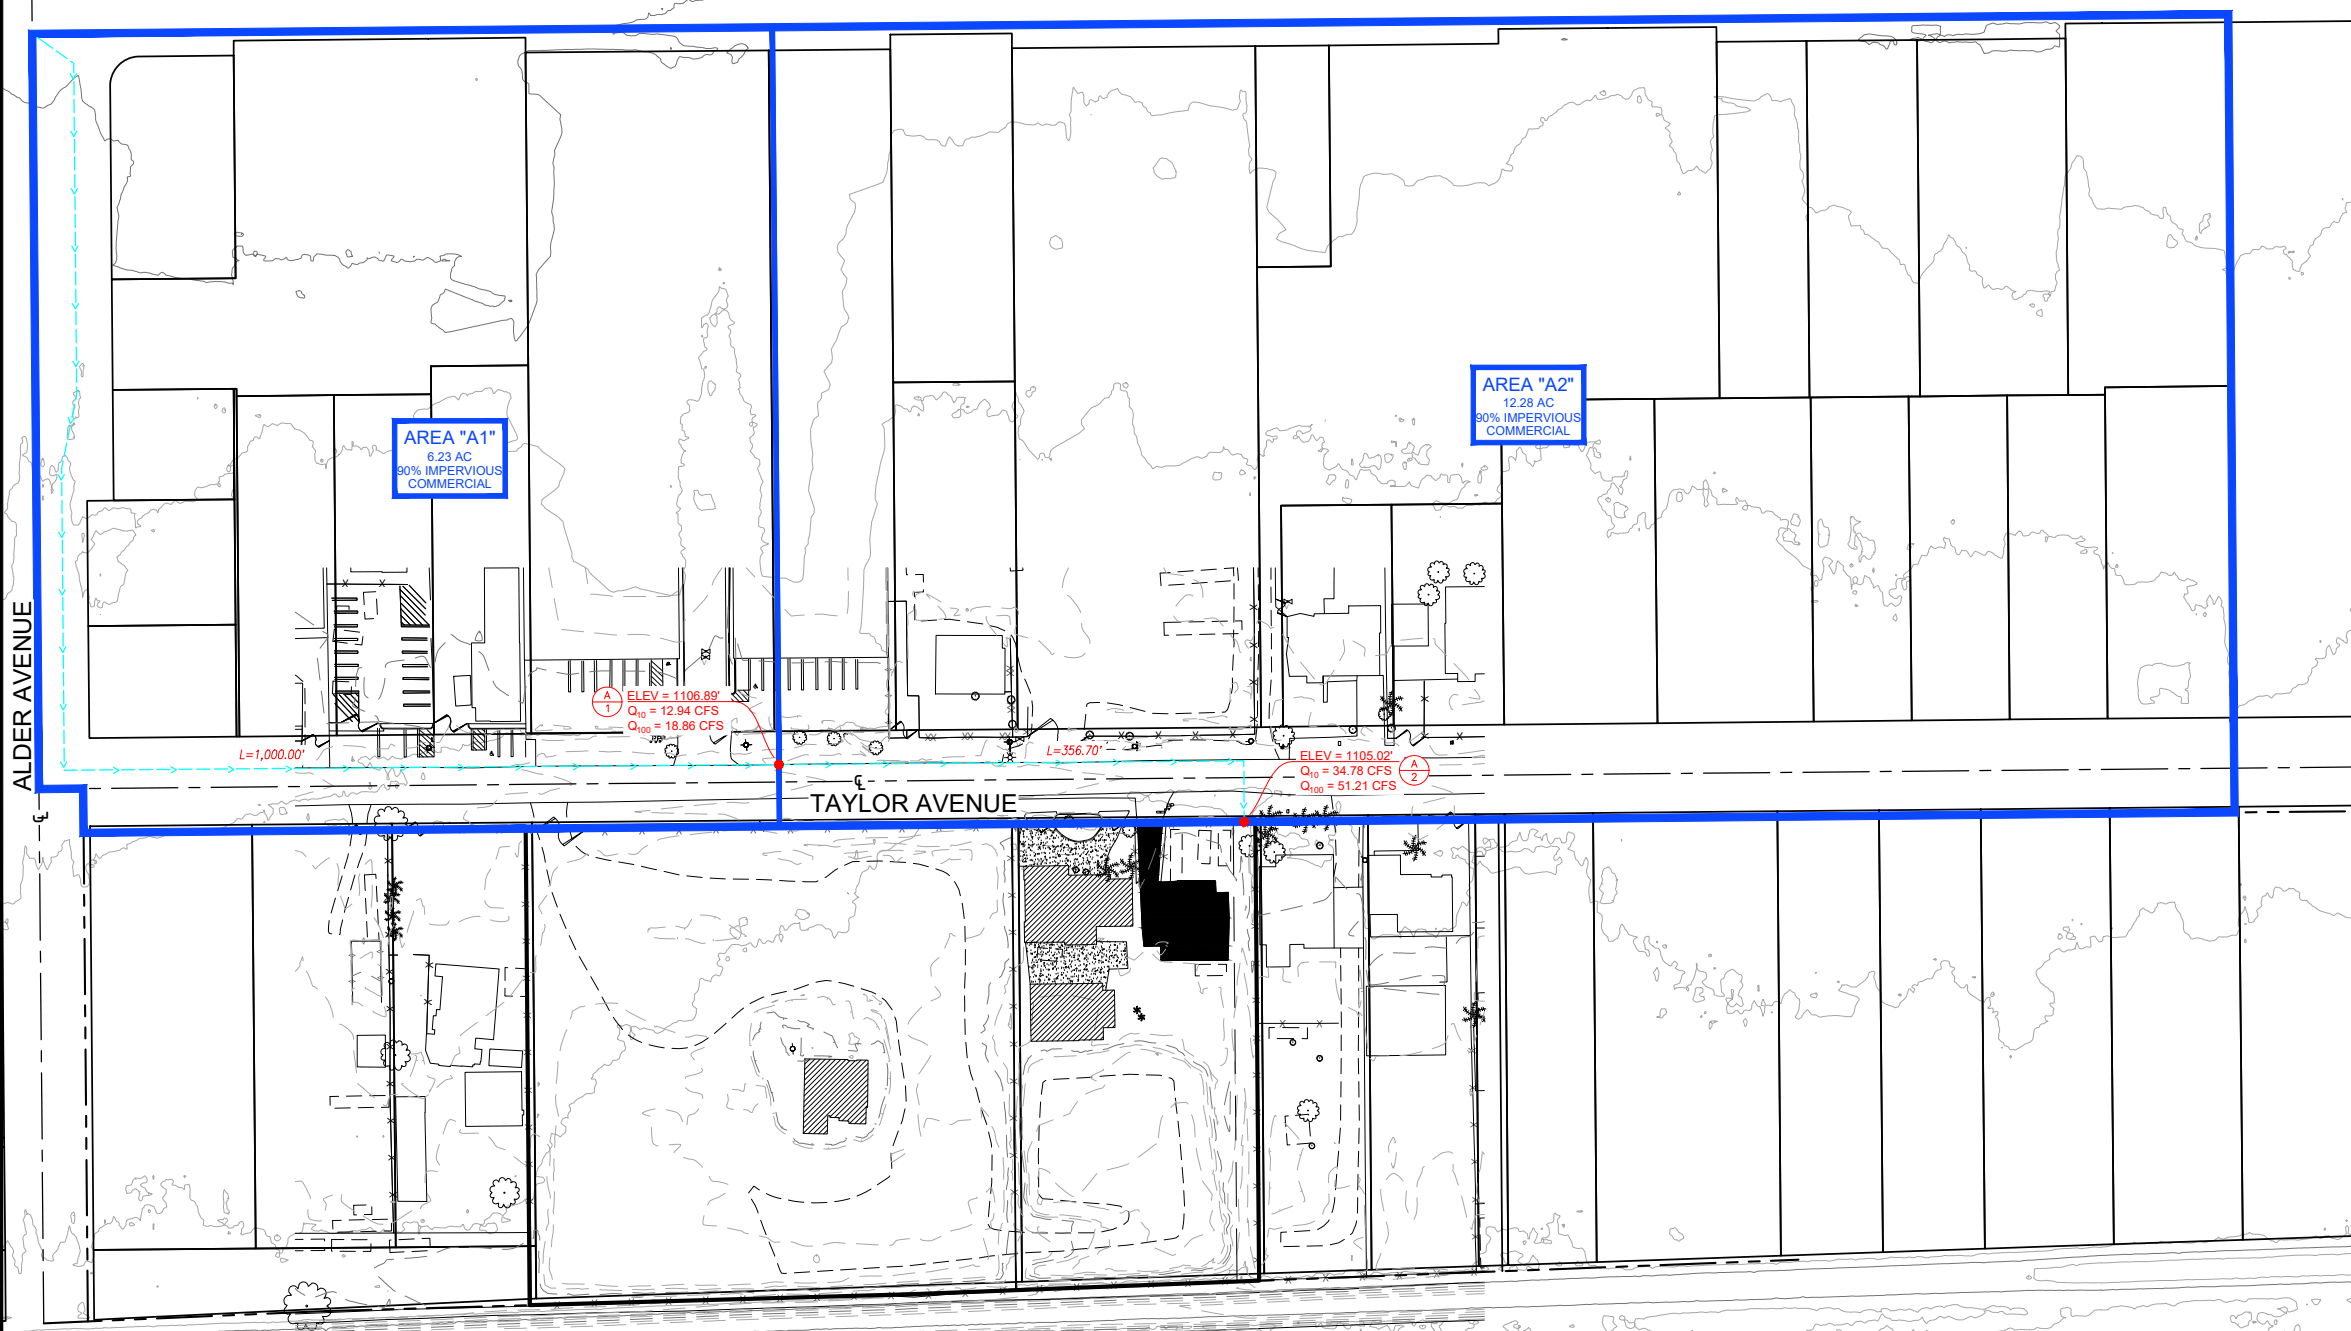 AREA "A1"
6.23 AC
90% IMPERVIOUS
COMMERCIAL
AREA "A2"
12.28 AC
90% IMPERVIOUS
COMMERCIAL
ALDER AVENUE
A
1
ELEV = 1106.89'
Q10 = 12.94 CFS
Q100 = 18.86 CFS
L=1,000.00'
L=356.70'
ELEV = 1105.02'
Q10 = 34.78 CFS
Q100 = 51.21 CFS
A
2
TAYLOR AVENUE